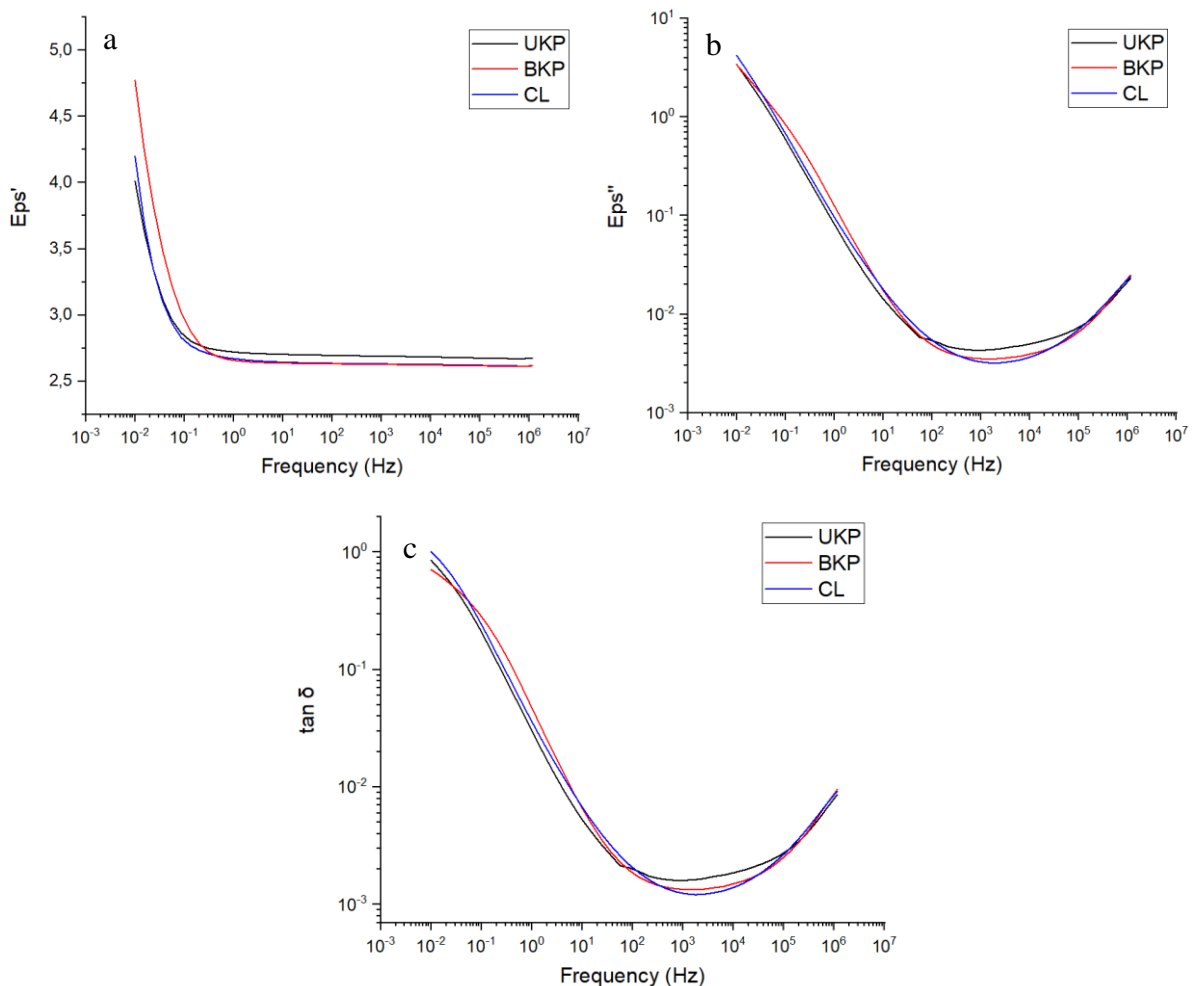 a
UKP
BKP
CL
5,0
4,5
4,0
3,5
3,0
2,5
Eps'
10⁻³ 10⁻² 10⁻¹ 10⁰ 10¹ 10² 10³ 10⁴ 10⁵ 10⁶ 10⁷
Frequency (Hz)
b
UKP
BKP
CL
10¹
10⁰
10⁻¹
10⁻²
10⁻³
Eps"
10⁻³ 10⁻² 10⁻¹ 10⁰ 10¹ 10² 10³ 10⁴ 10⁵ 10⁶ 10⁷
Frequency (Hz)
c
UKP
BKP
CL
10⁰
10⁻¹
10⁻²
10⁻³
tan δ
10⁻³ 10⁻² 10⁻¹ 10⁰ 10¹ 10² 10³ 10⁴ 10⁵ 10⁶ 10⁷
Frequency (Hz)